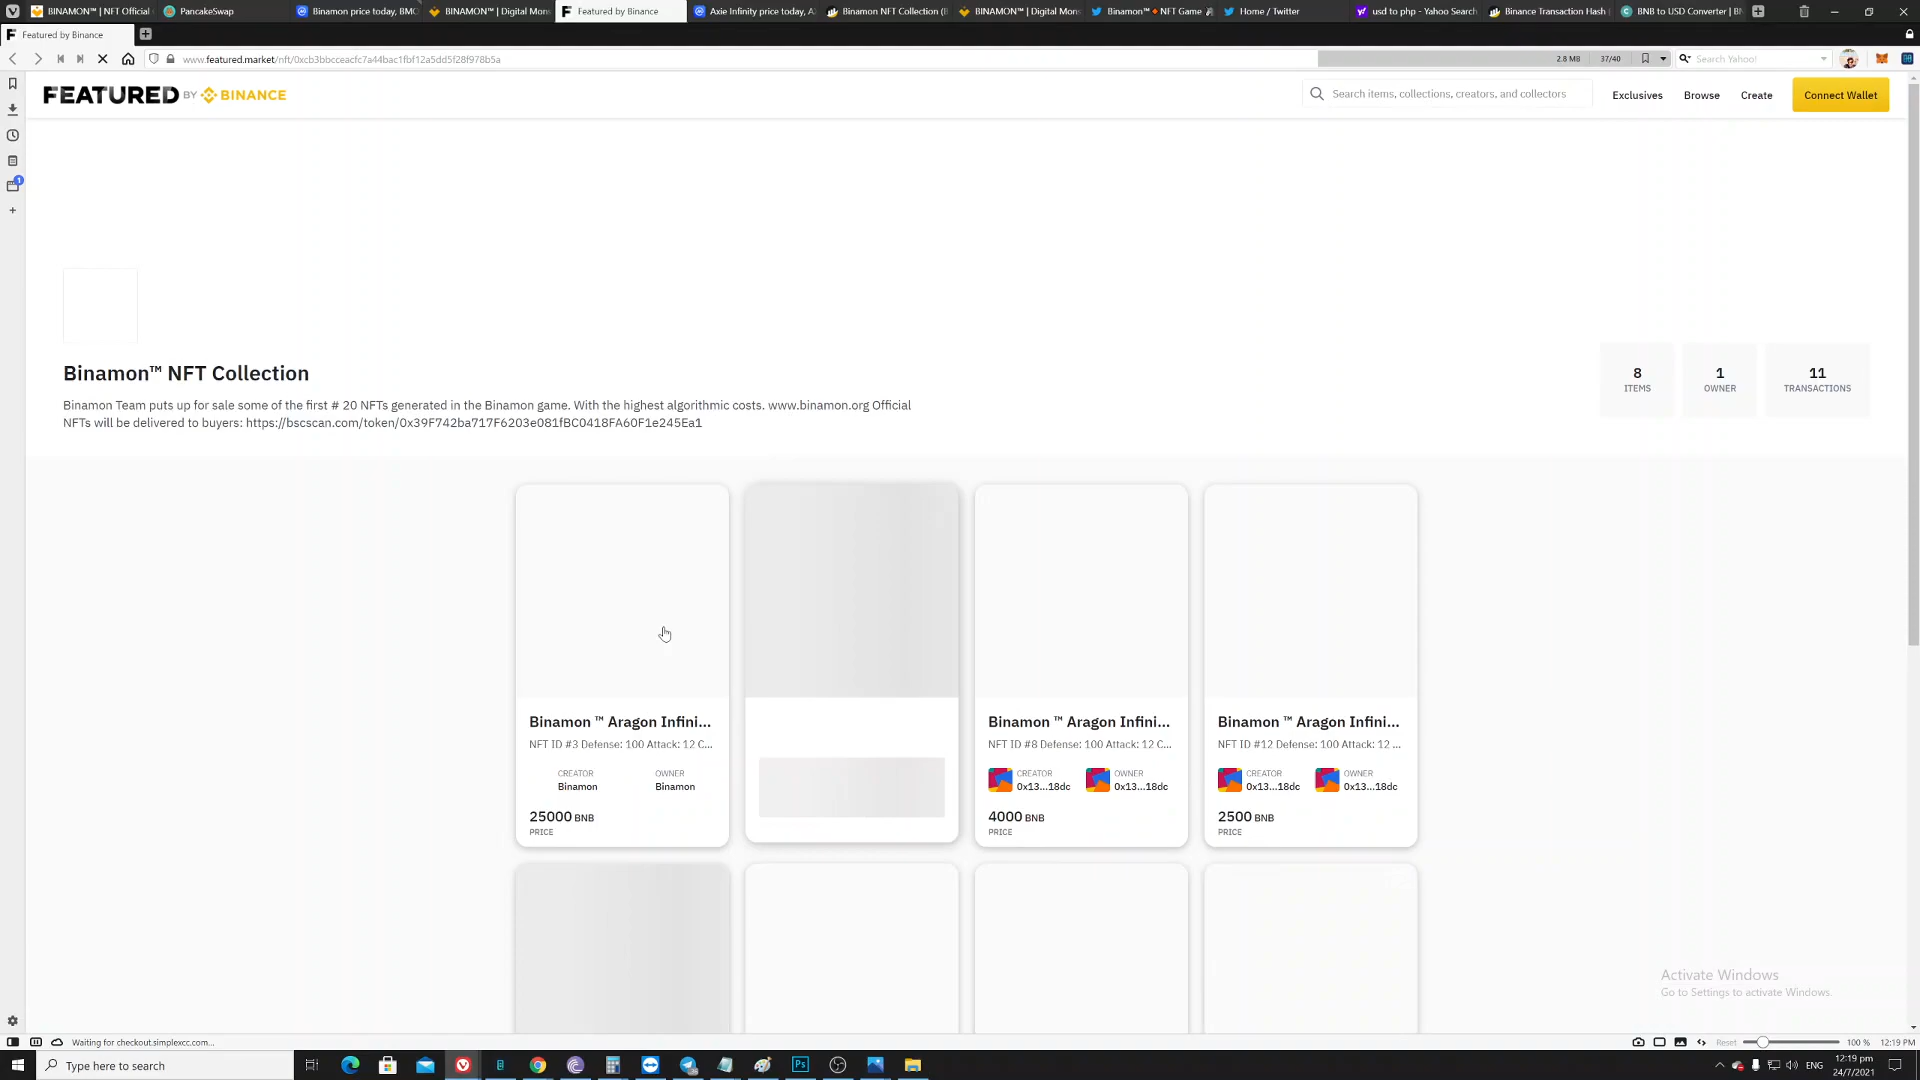 BINAMON™ | NFT Official
PancakeSwap
Binamon price today, BMO
BINAMON™ | Digital Mons
Featured by Binance
Axie Infinity price today, A
Binamon NFT Collection (B
BINAMON™ | Digital Mons
Binamon™ NFT Game
Home / Twitter
usd to php - Yahoo Search
Binance Transaction Hash
BNB to USD Converter | BN
Featured by Binance
www.featured.market/nft/0xcb3bbcceacfc7a44bac1fbf12a5dd5f28f978b5a
2.8 MB
37/40
Search Yahoo!
FEATURED BY BINANCE
Search items, collections, creators, and collectors
Exclusives
Browse
Create
Connect Wallet
1
Binamon™ NFT Collection
Binamon Team puts up for sale some of the first # 20 NFTs generated in the Binamon game. With the highest algorithmic costs. www.binamon.org Official
NFTs will be delivered to buyers: https://bscscan.com/token/0x39F742ba717F6203e081fBC0418FA60F1e245Ea1
8
ITEMS
1
OWNER
11
TRANSACTIONS
Binamon ™ Aragon Infini...
NFT ID #3 Defense: 100 Attack: 12 C...
CREATOR
Binamon
OWNER
Binamon
25000 BNB
PRICE
Binamon ™ Aragon Infini...
NFT ID #8 Defense: 100 Attack: 12 C...
CREATOR
0x13...18dc
OWNER
0x13...18dc
4000 BNB
PRICE
Binamon ™ Aragon Infini...
NFT ID #12 Defense: 100 Attack: 12 ...
CREATOR
0x13...18dc
OWNER
0x13...18dc
2500 BNB
PRICE
Activate Windows
Go to Settings to activate Windows.
Waiting for checkout.simplexcc.com...
Reset
100 %
12:19 PM
Type here to search
ENG
12:19 pm
24/7/2021